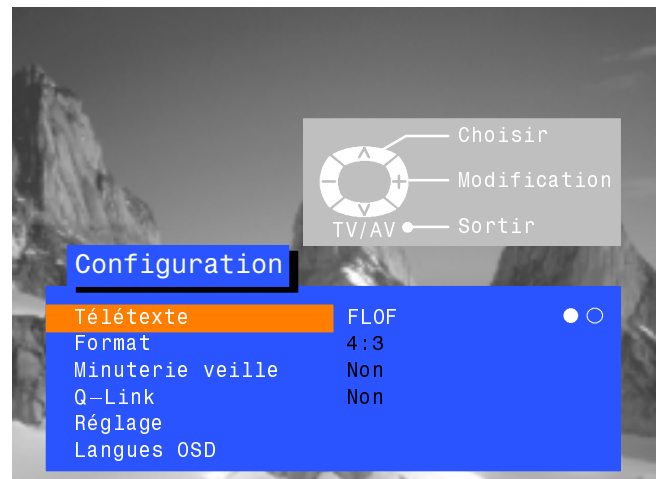 Choisir
Modification
TV/AV Sortir
Configuration
Télétexte FLOF
Format 4:3
Minuterie veille Non
Q–Link Non
Réglage
Langues OSD